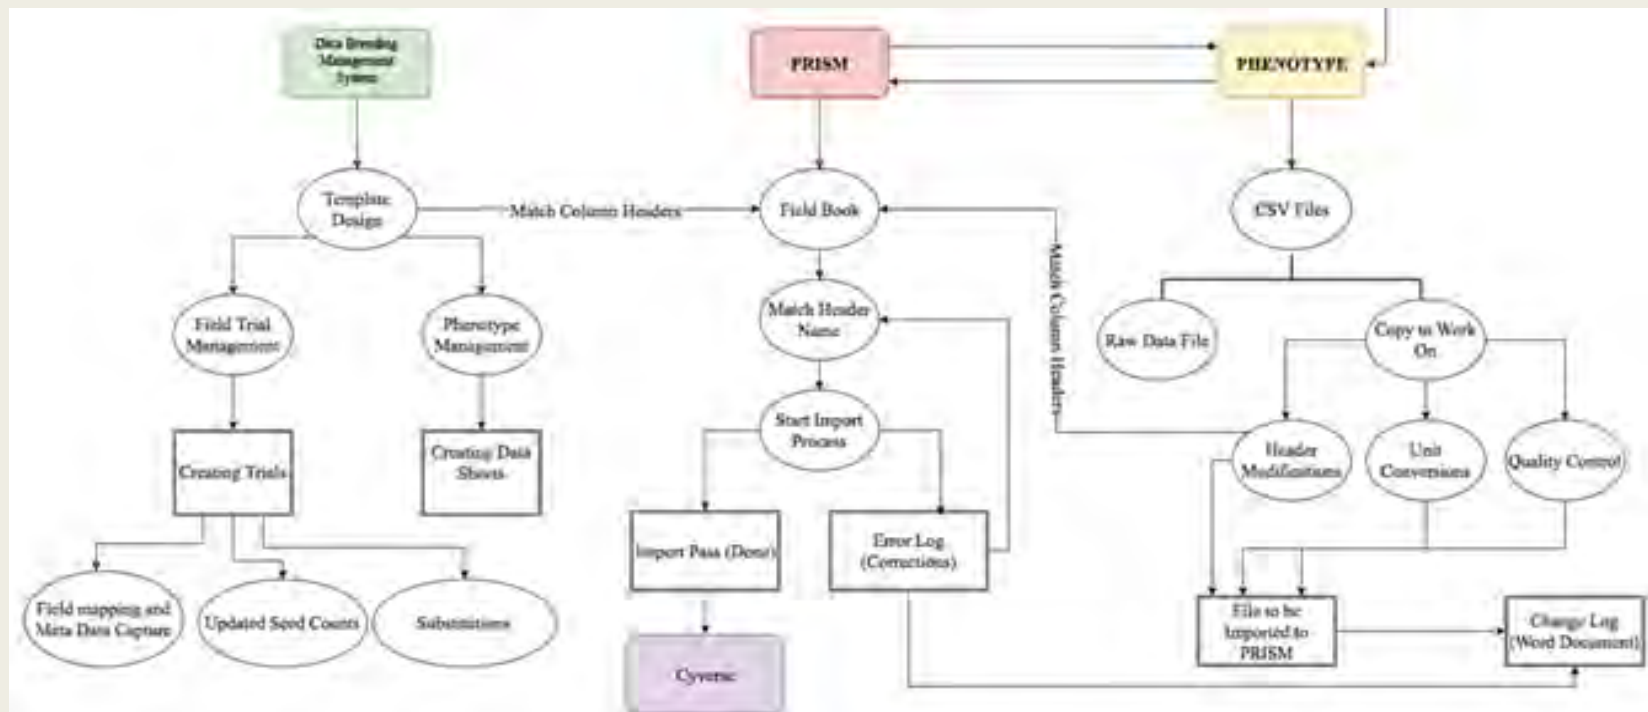 Data Breeding
Management
System
PRISM
PHENOTYPE
Template
Design
Match Column Headers
Field Book
CSV Files
Match Column Headers
Field Trial
Management
Phenotype
Management
Match Header
Name
Raw Data File
Copy to Work
On
Start Import
Process
Creating Trials
Creating Data
Sheets
Header
Modifications
Unit
Conversions
Quality Control
Import Pass (Done)
Error Log
(Corrections)
Field mapping and
Meta Data Capture
Updated Seed Counts
Substitutions
File to be
Imported to
PRISM
Change Log
(Word Document)
Cyverse